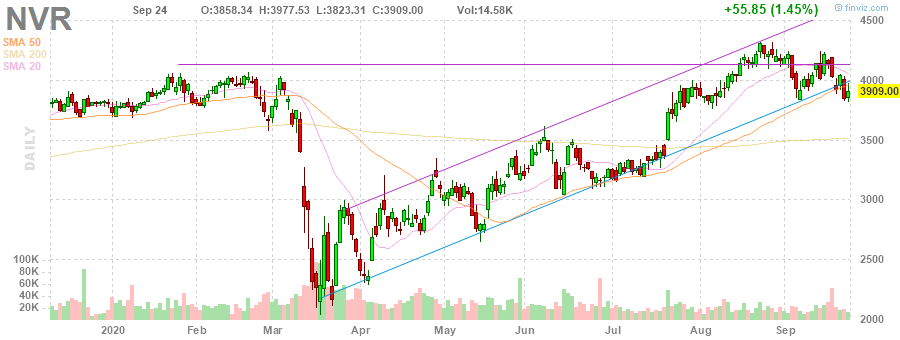 NVR
Sep 24 O:3858.34 H:3977.53 L:3823.31 C:3909.00 Vol:14.58K +55.85 (1.45%) finviz.com
SMA 50
SMA 200
SMA 20
DAILY
4500
4000
3909.00
3500
3000
2500
2000
100K
80K
60K
40K
20K
2020 Feb Mar Apr May Jun Jul Aug Sep